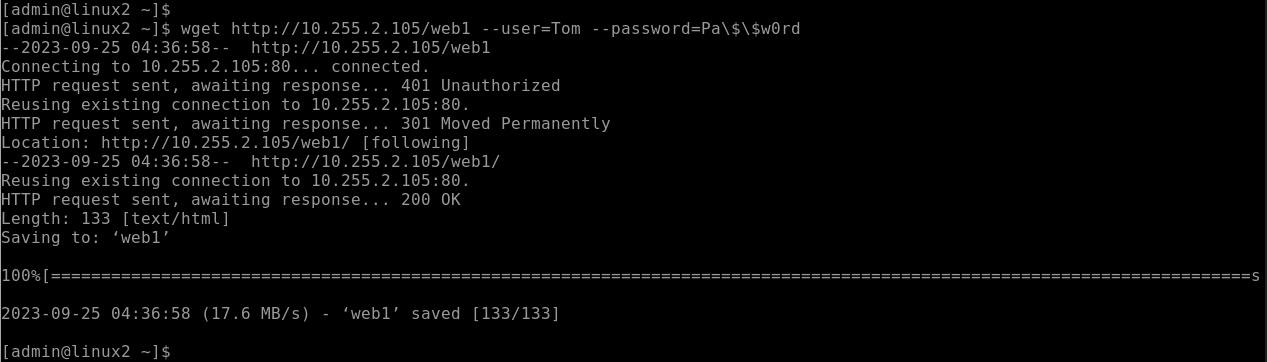 [admin@linux2 ~]$
[admin@linux2 ~]$ wget http://10.255.2.105/web1 --user=Tom --password=Pa\$\$w0rd
--2023-09-25 04:36:58--  http://10.255.2.105/web1
Connecting to 10.255.2.105:80... connected.
HTTP request sent, awaiting response... 401 Unauthorized
Reusing existing connection to 10.255.2.105:80.
HTTP request sent, awaiting response... 301 Moved Permanently
Location: http://10.255.2.105/web1/ [following]
--2023-09-25 04:36:58--  http://10.255.2.105/web1/
Reusing existing connection to 10.255.2.105:80.
HTTP request sent, awaiting response... 200 OK
Length: 133 [text/html]
Saving to: ‘web1’
100%[========================================================================================================================s
2023-09-25 04:36:58 (17.6 MB/s) - ‘web1’ saved [133/133]
[admin@linux2 ~]$